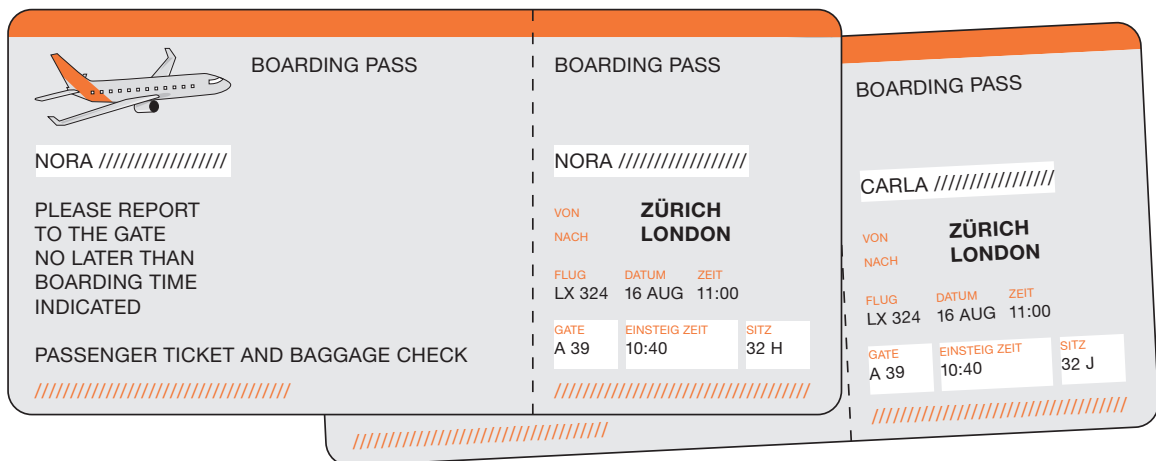 BOARDING PASS
NORA /////////////////
PLEASE REPORT
TO THE GATE
NO LATER THAN
BOARDING TIME
INDICATED
PASSENGER TICKET AND BAGGAGE CHECK
BOARDING PASS
NORA /////////////////
VON ZÜRICH
NACH LONDON
FLUG DATUM ZEIT
LX 324 16 AUG 11:00
GATE EINSTEIG ZEIT SITZ
A 39 10:40 32 H
BOARDING PASS
CARLA ////////////////
VON ZÜRICH
NACH LONDON
FLUG DATUM ZEIT
LX 324 16 AUG 11:00
GATE EINSTEIG ZEIT SITZ
A 39 10:40 32 J